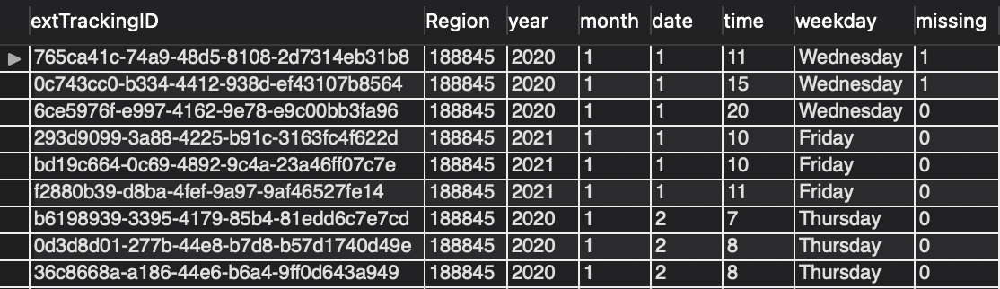 extTrackingID Region year month date time weekday missing
765ca41c-74a9-48d5-8108-2d7314eb31b8 188845 2020 1 1 11 Wednesday 1
0c743cc0-b334-4412-938d-ef43107b8564 188845 2020 1 1 15 Wednesday 1
6ce5976f-e997-4162-9e78-e9c00bb3fa96 188845 2020 1 1 20 Wednesday 0
293d9099-3a88-4225-b91c-3163fc4f622d 188845 2021 1 1 10 Friday 0
bd19c664-0c69-4892-9c4a-23a46ff07c7e 188845 2021 1 1 10 Friday 0
f2880b39-d8ba-4fef-9a97-9af46527fe14 188845 2021 1 1 11 Friday 0
b6198939-3395-4179-85b4-81edd6c7e7cd 188845 2020 1 2 7 Thursday 0
0d3d8d01-277b-44e8-b7d8-b57d1740d49e 188845 2020 1 2 8 Thursday 0
36c8668a-a186-44e6-b6a4-9ff0d643a949 188845 2020 1 2 8 Thursday 0